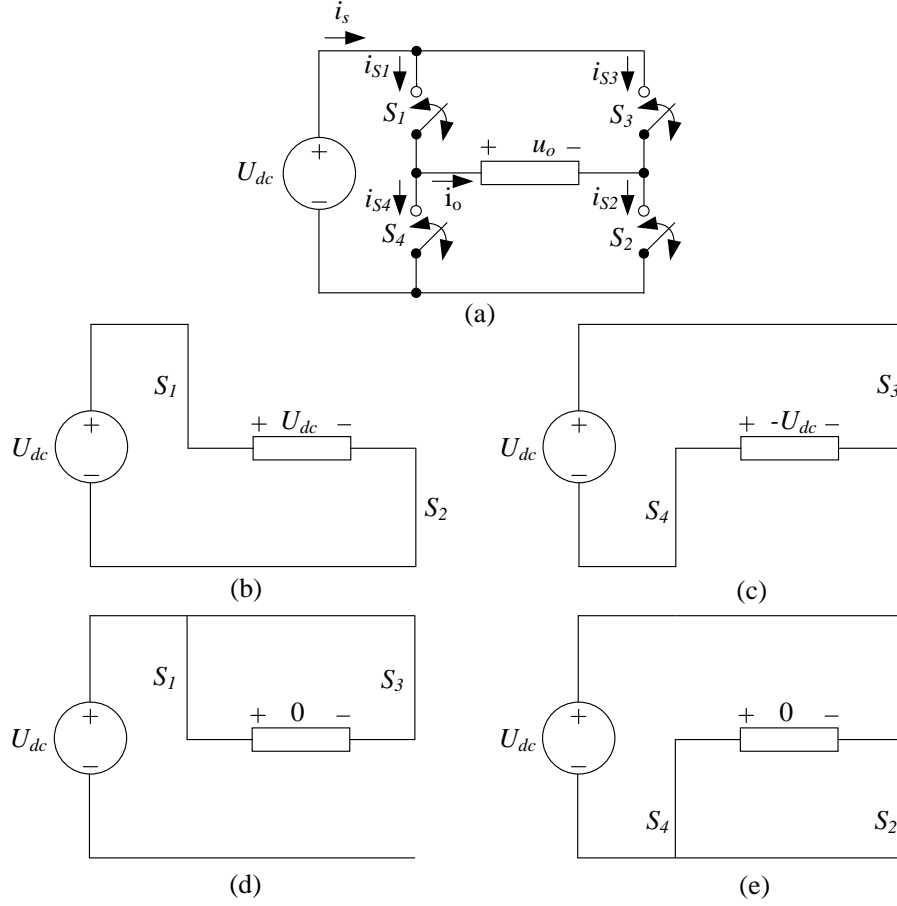 i_s
i_S1
i_S3
S_1
S_3
+ u_o −
U_dc
+
−
i_S4
i_o
i_S2
S_4
S_2
(a)
S_1
+ U_dc −
U_dc
+
−
S_2
(b)
S_3
+ -U_dc −
U_dc
+
−
S_4
(c)
S_1
S_3
+ 0 −
U_dc
+
−
(d)
+ 0 −
U_dc
+
−
S_4
S_2
(e)